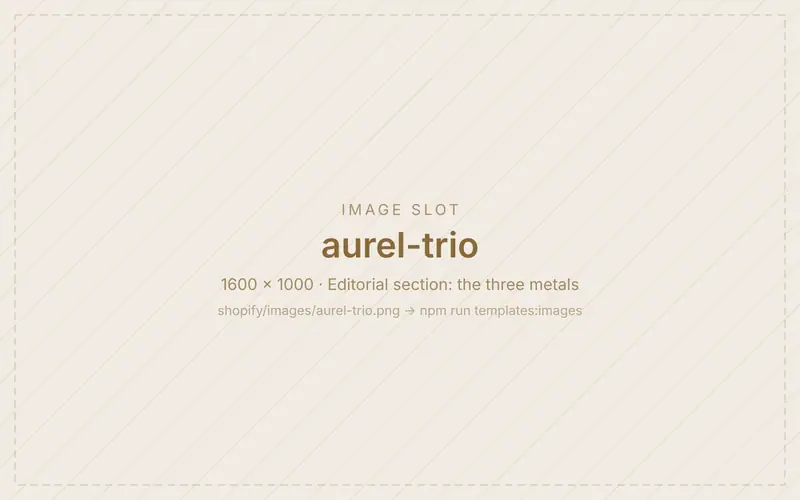 IMAGE SLOT
aurel-trio
1600 × 1000 · Editorial section: the three metals
shopify/images/aurel-trio.png → npm run templates:images